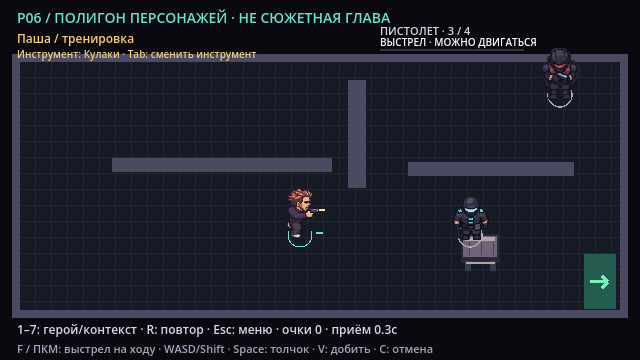 P06 / ПОЛИГОН ПЕРСОНАЖЕЙ · НЕ СЮЖЕТНАЯ ГЛАВА
Паша / тренировка
Инструмент: Кулаки · Tab: сменить инструмент
ПИСТОЛЕТ · 3 / 4
ВЫСТРЕЛ · МОЖНО ДВИГАТЬСЯ
1–7: герой/контекст · R: повтор · Esc: меню · очки 0 · приём 0.3с
F / ПКМ: выстрел на ходу · WASD/Shift · Space: толчок · V: добить · C: отмена